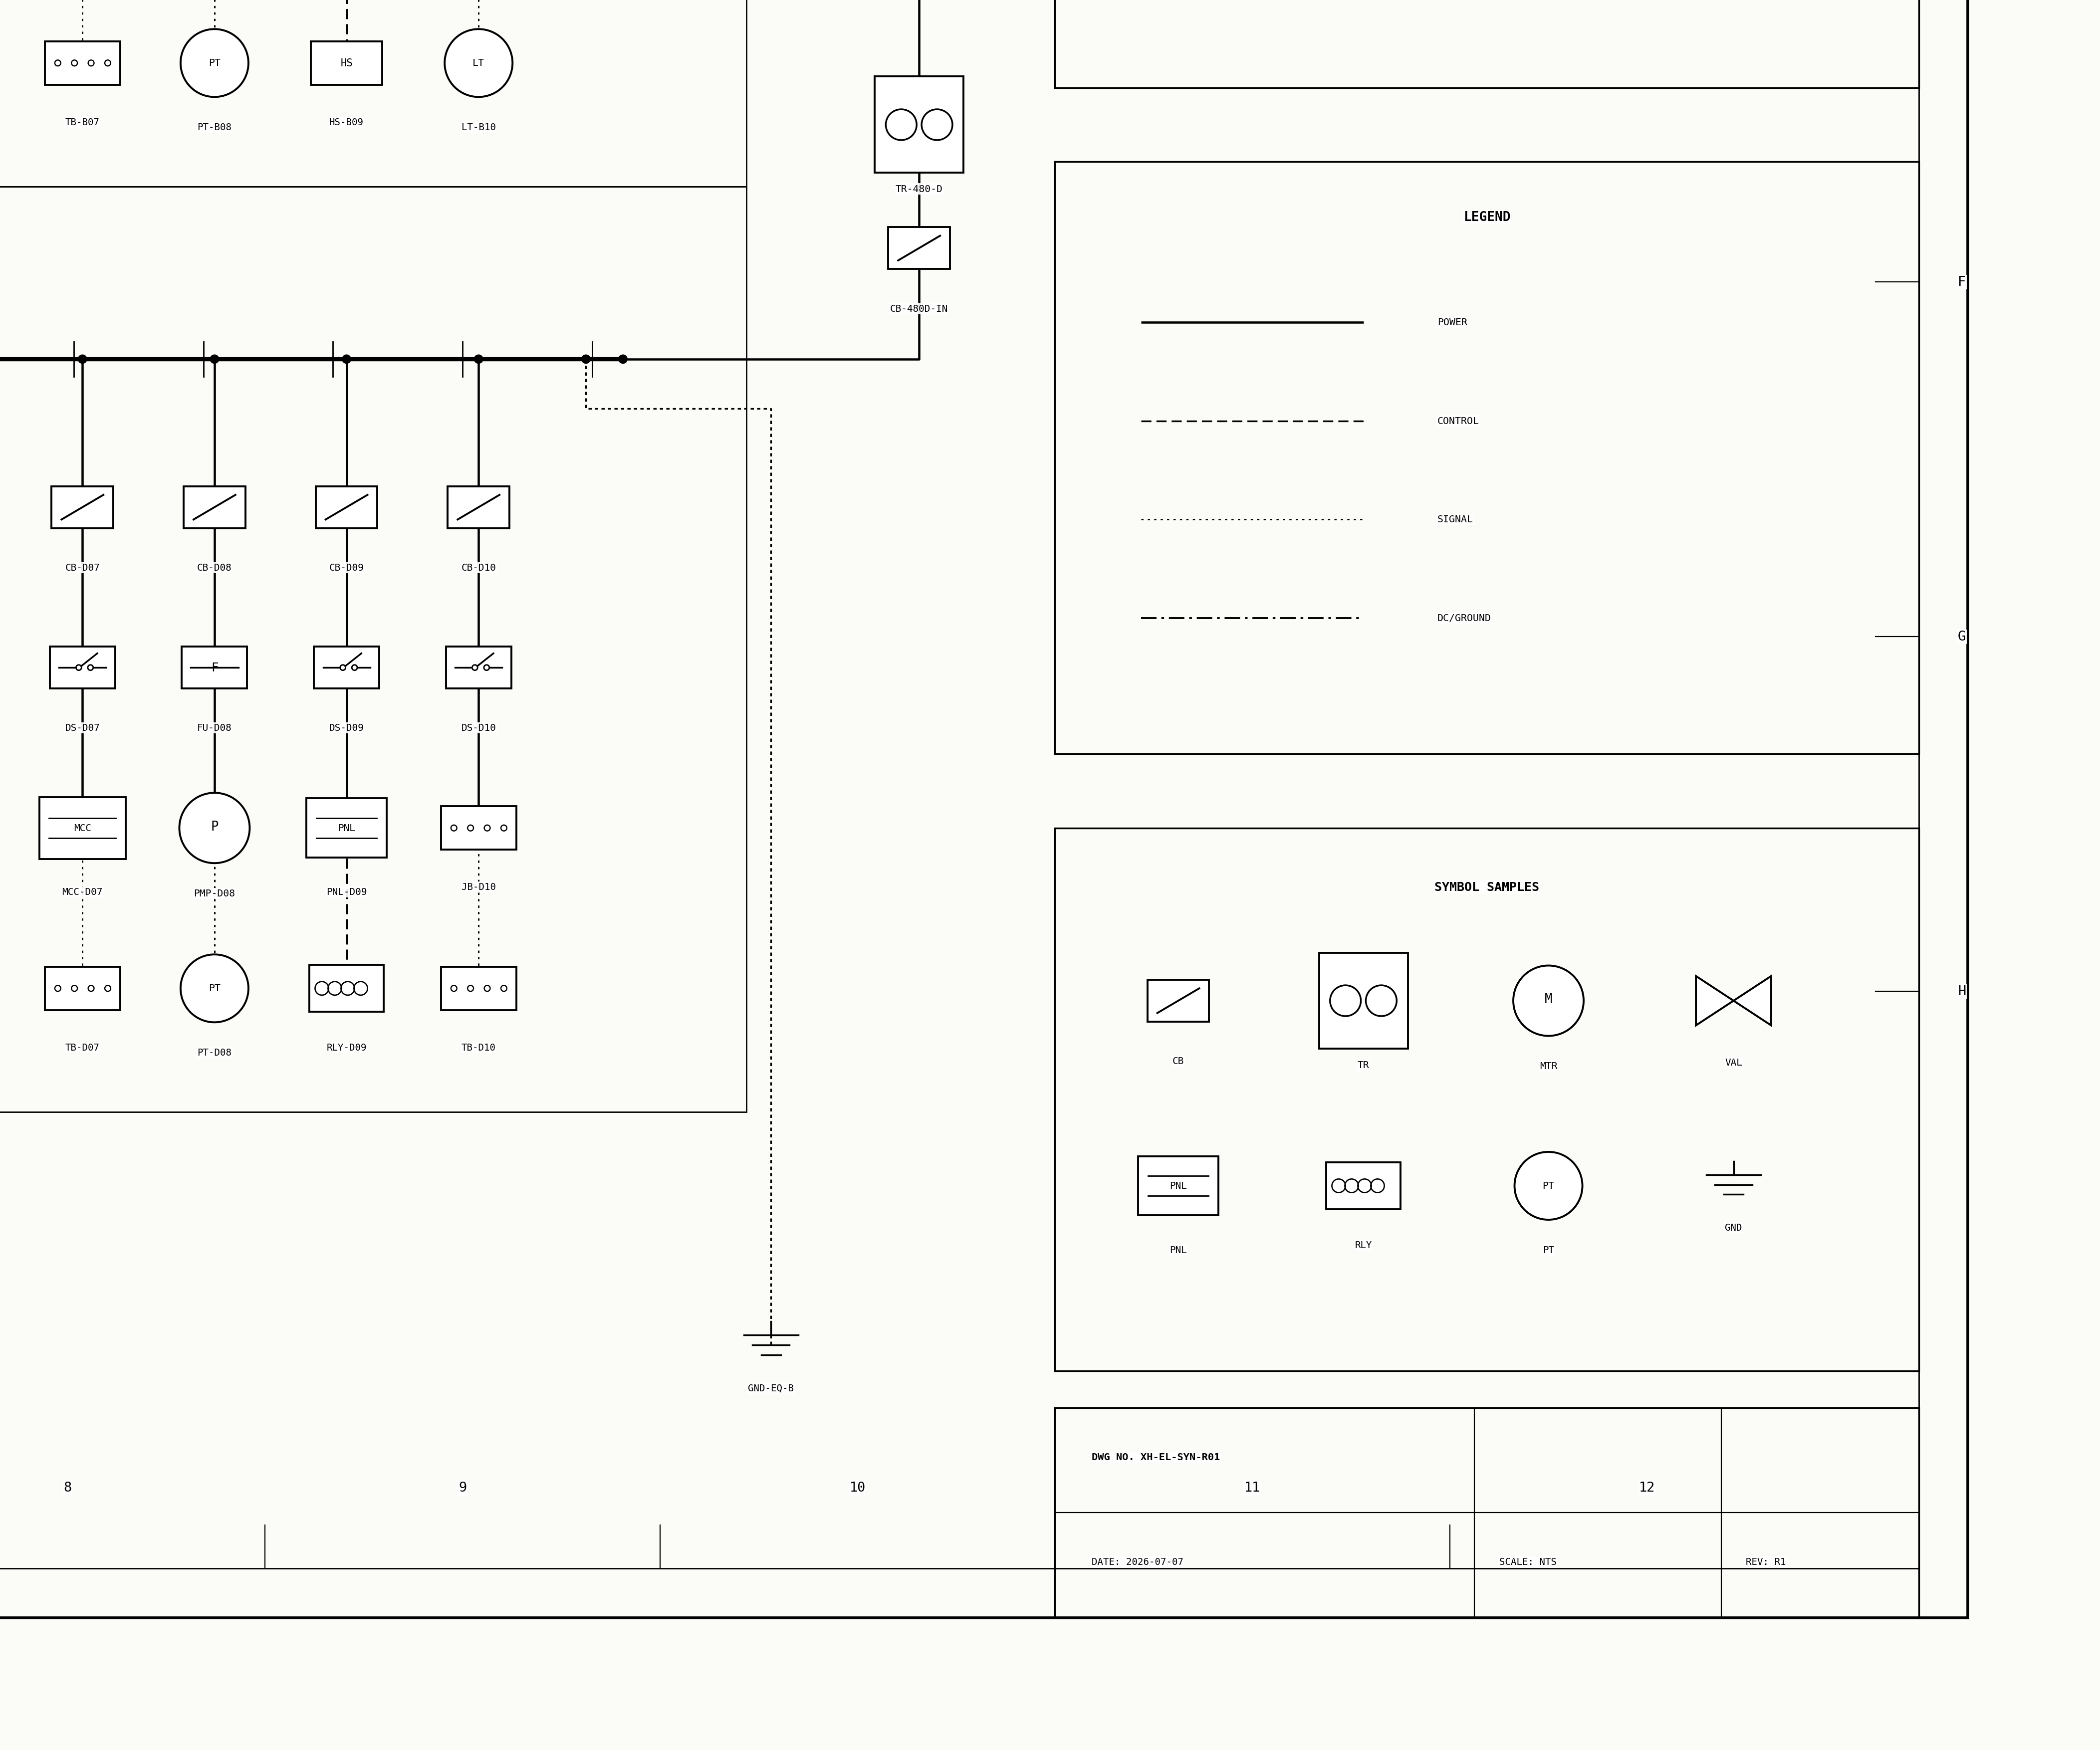 PT
HS
LT
TB-B07
PT-B08
HS-B09
LT-B10
TR-480-D
CB-480D-IN
CB-D07
CB-D08
CB-D09
CB-D10
F
DS-D07
FU-D08
DS-D09
DS-D10
MCC
P
PNL
MCC-D07
PMP-D08
PNL-D09
JB-D10
PT
TB-D07
PT-D08
RLY-D09
TB-D10
GND-EQ-B
LEGEND
POWER
CONTROL
SIGNAL
DC/GROUND
F
G
H
SYMBOL SAMPLES
M
CB
TR
MTR
VAL
PNL
PT
PNL
RLY
PT
GND
DWG NO. XH-EL-SYN-R01
8
9
10
11
12
DATE: 2026-07-07
SCALE: NTS
REV: R1